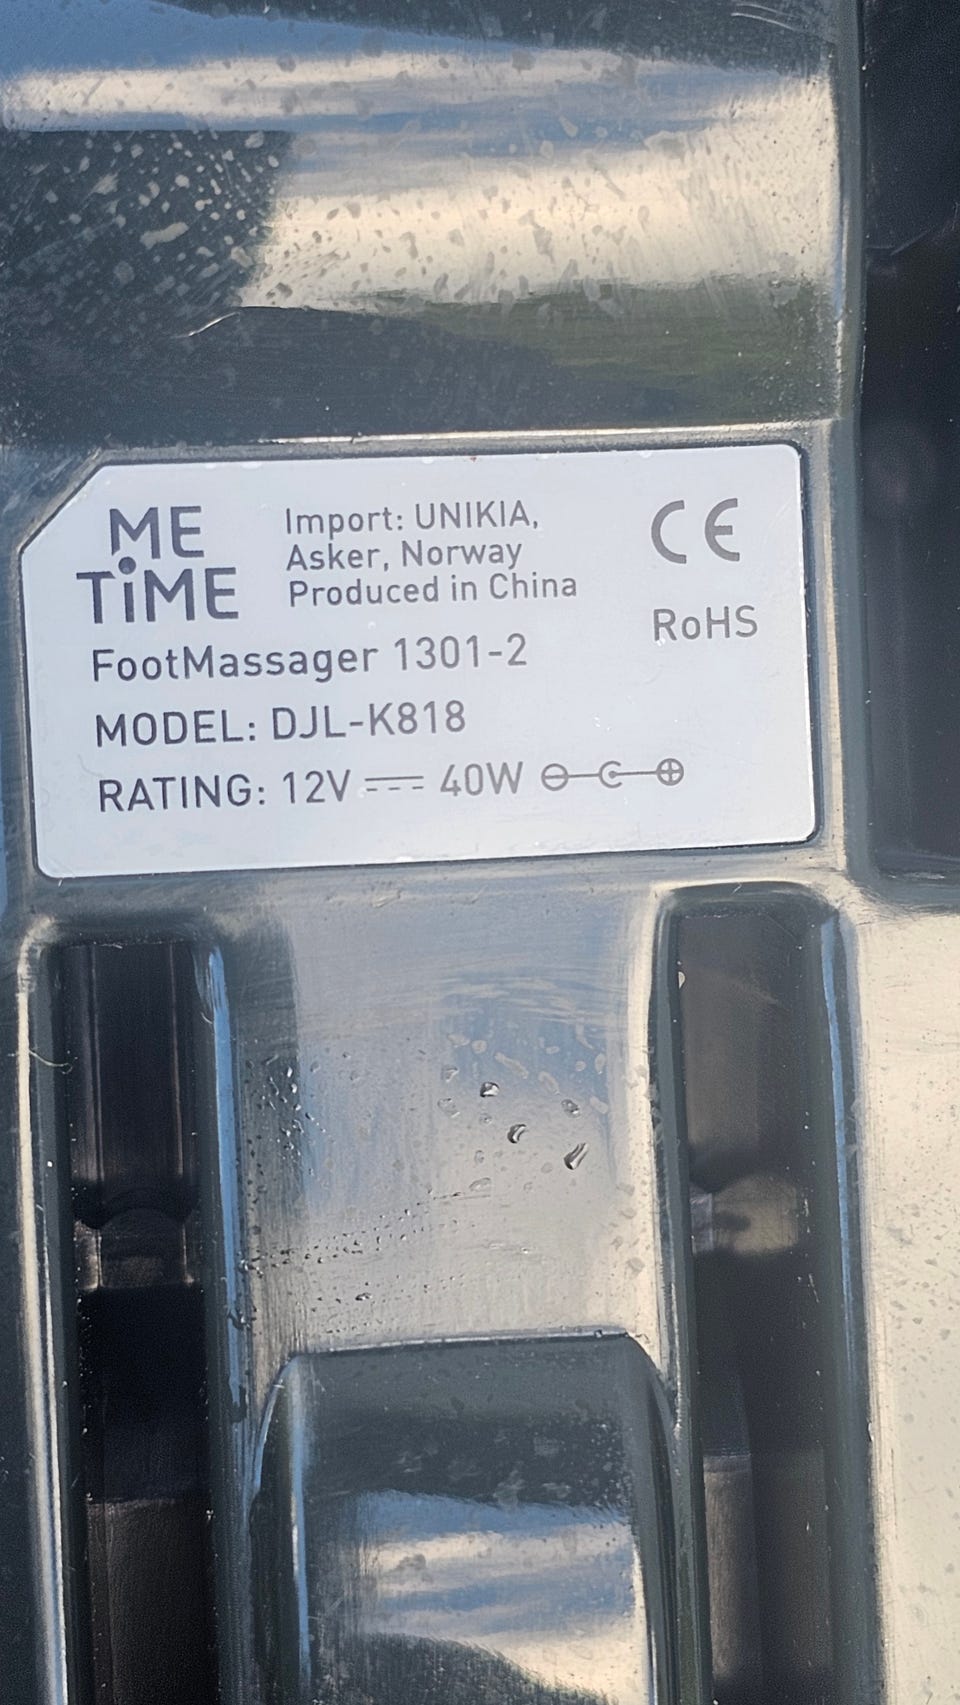 ME
TiME
Import: UNIKIA,
Asker, Norway
Produced in China
CE
RoHS
FootMassager 1301-2
MODEL: DJL-K818
RATING: 12V ⎓ 40W